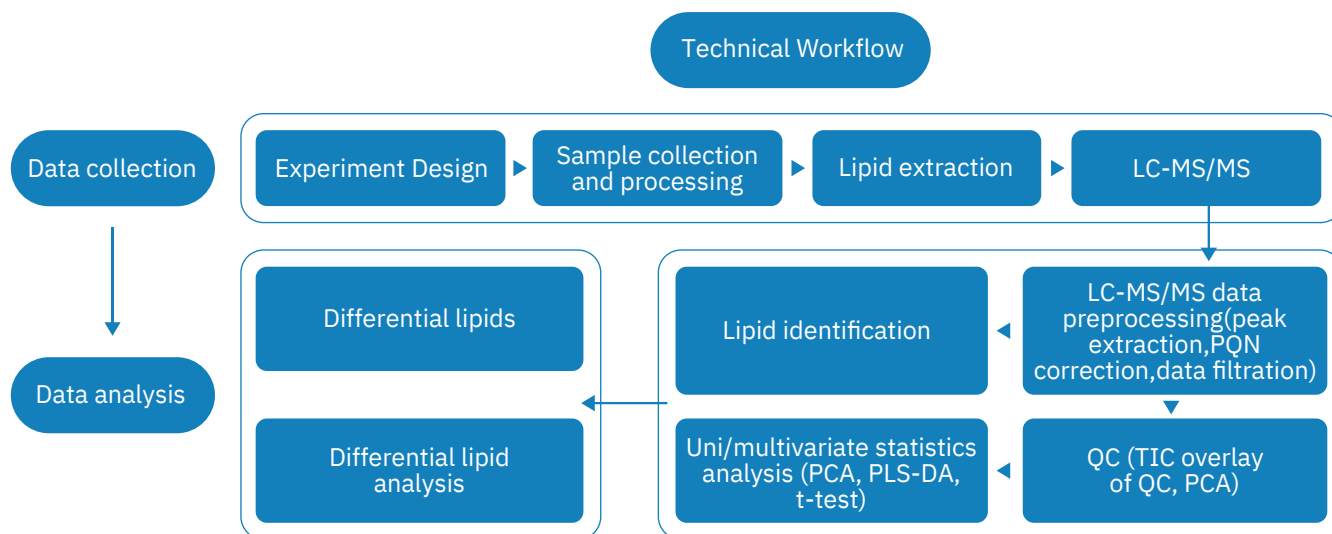 Technical Workflow
Data collection
Experiment Design
Sample collection
and processing
Lipid extraction
LC-MS/MS
Data analysis
Differential lipids
Lipid identification
LC-MS/MS data
preprocessing(peak
extraction,PQN
correction,data filtration)
Differential lipid
analysis
Uni/multivariate statistics
analysis (PCA, PLS-DA,
t-test)
QC (TIC overlay
of QC, PCA)